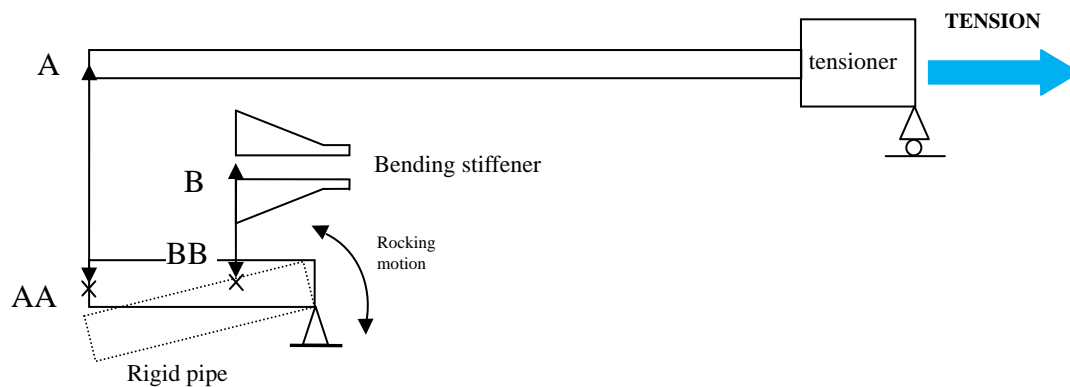 TENSION
A
tensioner
Bending stiffener
B
BB
Rocking
motion
AA
Rigid pipe